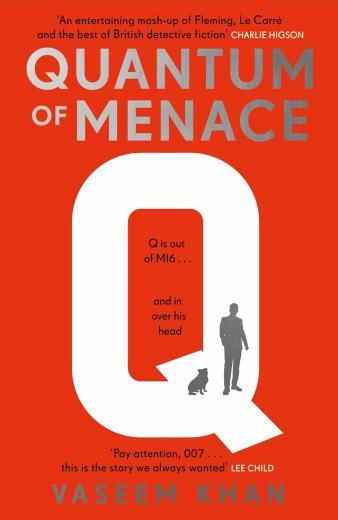 'An entertaining mash-up of Fleming, Le Carré
and the best of British detective fiction' CHARLIE HIGSON
QUANTUM
OF MENACE
Q
Q is out
of MI6 . . .
and in
over his
head
'Pay attention, 007 . . .
this is the story we always wanted' LEE CHILD
VASEEM KHAN